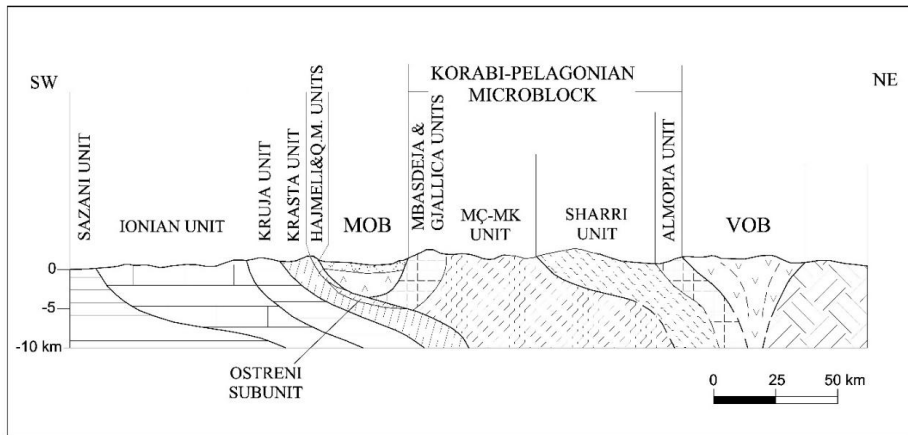 KORABI-PELAGONIAN
MICROBLOCK
SW
NE
SAZANI UNIT
IONIAN UNIT
KRUJA UNIT
KRASTA UNIT
HAJMELI&Q.M. UNITS
MOB
MBASDEJA &
GJALLICA UNITS
MÇ-MK
UNIT
SHARRI
UNIT
ALMOPIA UNIT
VOB
0
-5
-10 km
OSTRENI
SUBUNIT
0 25 50 km